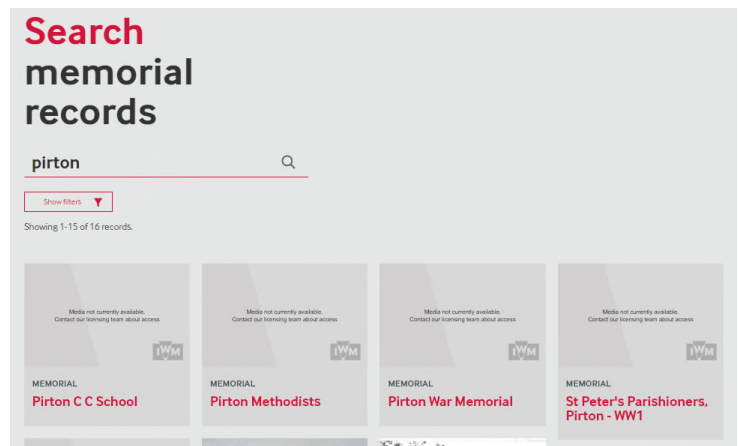 Search
memorial
records
pirton
Show filters
Showing 1-15 of 16 records.
Media not currently available.
Contact our licensing team about access
IWM
MEMORIAL
Pirton C C School
Media not currently available.
Contact our licensing team about access
IWM
MEMORIAL
Pirton Methodists
Media not currently available.
Contact our licensing team about access
IWM
MEMORIAL
Pirton War Memorial
Media not currently available.
Contact our licensing team about access
IWM
MEMORIAL
St Peter's Parishioners,
Pirton - WW1